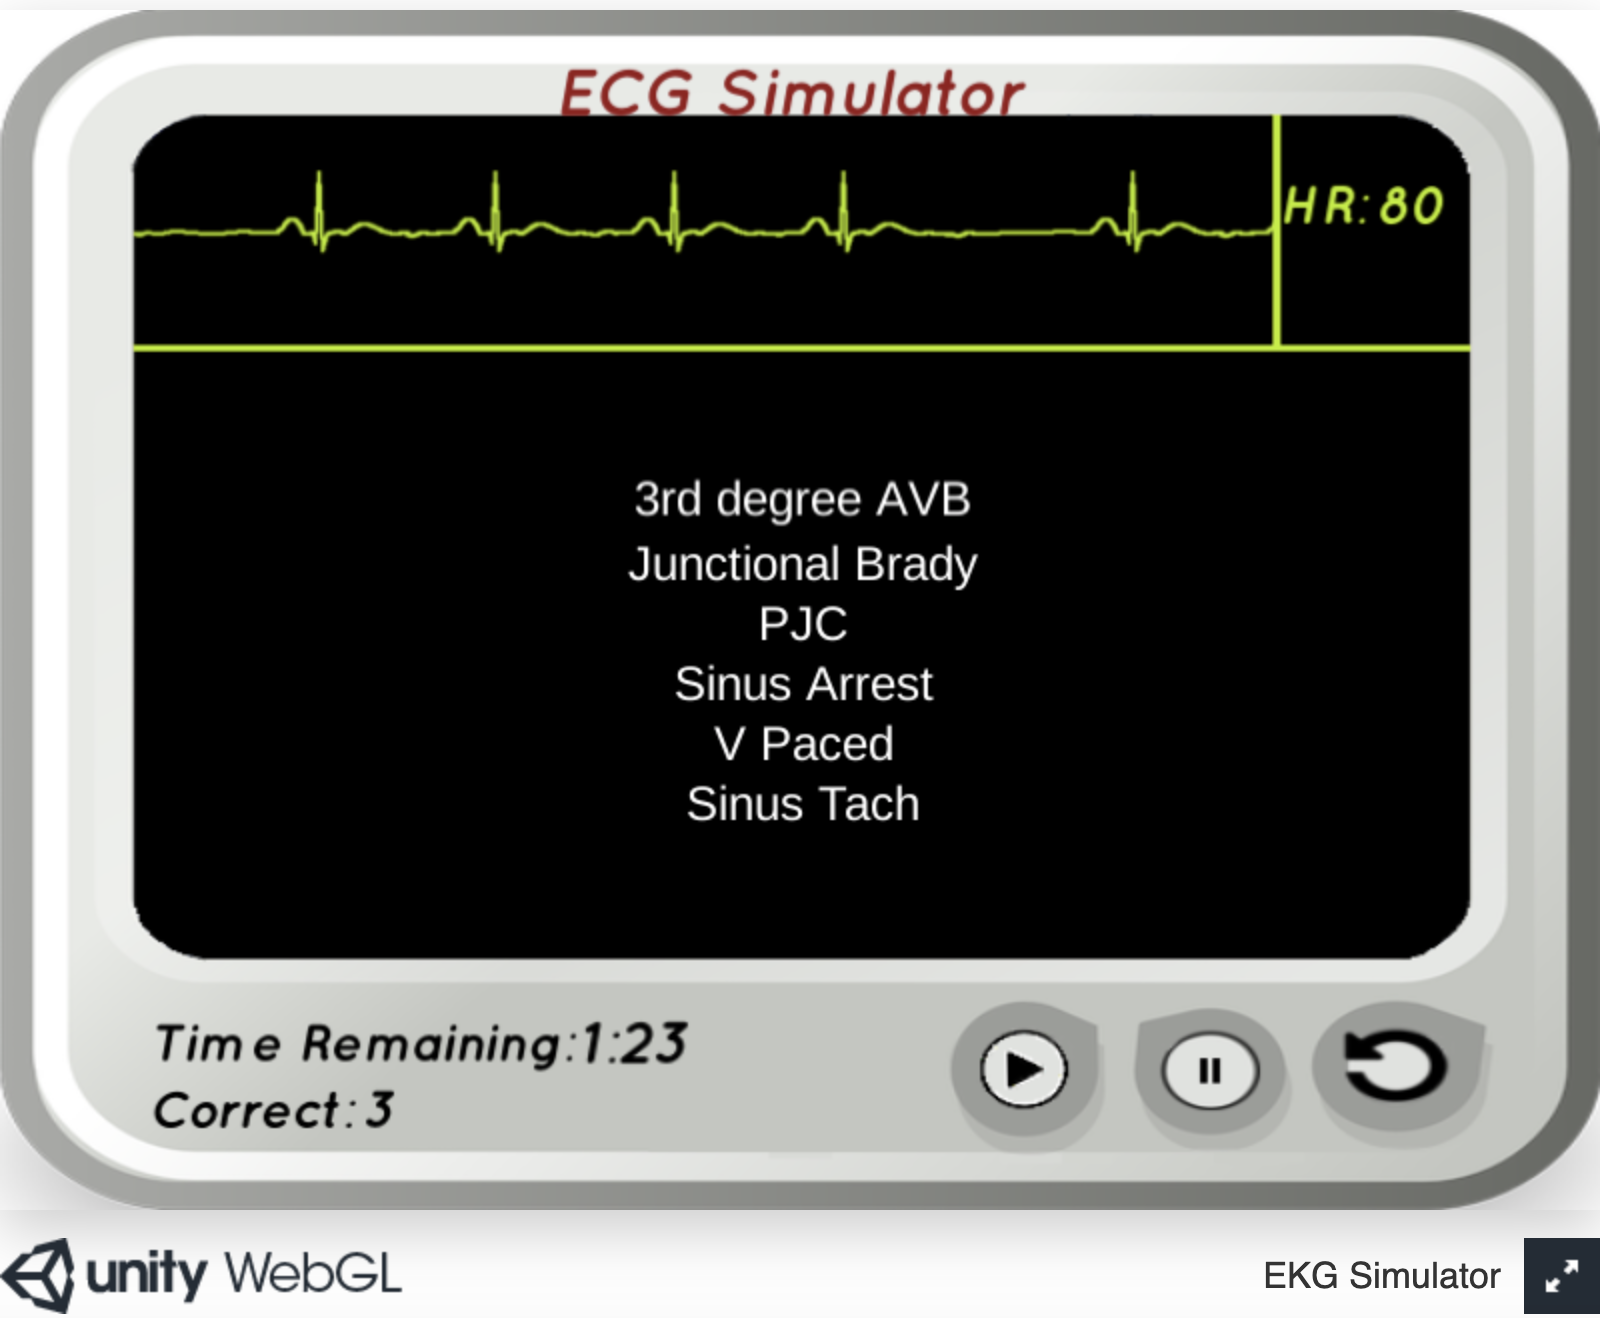 ECG Simulator
HR: 80
3rd degree AVB
Junctional Brady
PJC
Sinus Arrest
V Paced
Sinus Tach
Time Remaining:1:23
Correct: 3
unity WebGL
EKG Simulator